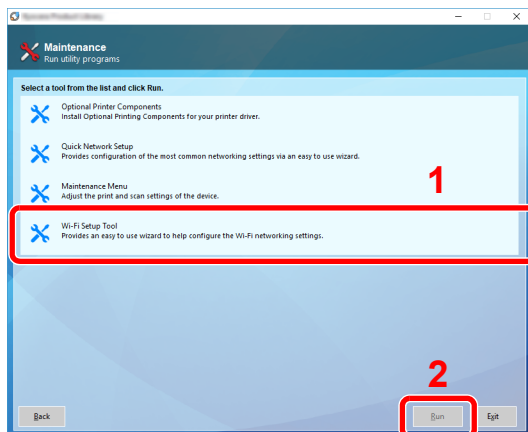 Maintenance
Run utility programs
Select a tool from the list and click Run.
Optional Printer Components
Install Optional Printing Components for your printer driver.
Quick Network Setup
Provides configuration of the most common networking settings via an easy to use wizard.
1
Maintenance Menu
Adjust the print and scan settings of the device.
Wi-Fi Setup Tool
Provides an easy to use wizard to help configure the Wi-Fi networking settings.
2
Back
Run
Exit